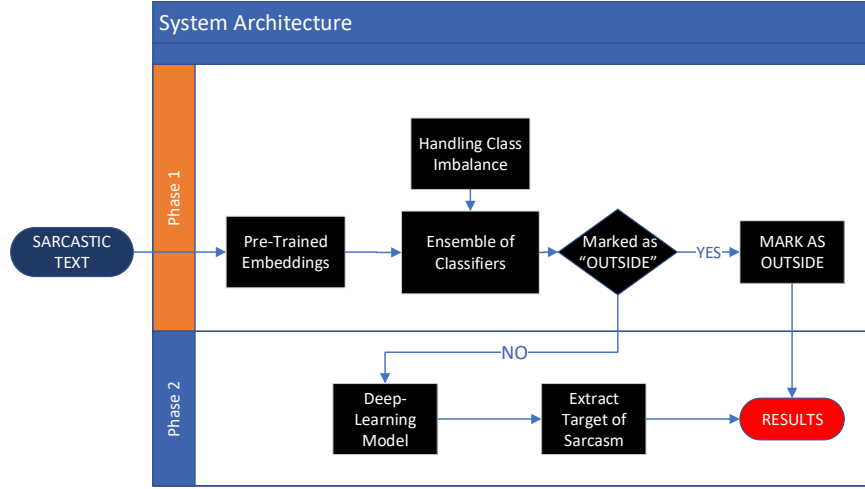 System Architecture
Phase 1
Handling Class
Imbalance
SARCASTIC
TEXT
Pre-Trained
Embeddings
Ensemble of
Classifiers
Marked as
“OUTSIDE”
YES
MARK AS
OUTSIDE
NO
Phase 2
Deep-
Learning
Model
Extract
Target of
Sarcasm
RESULTS